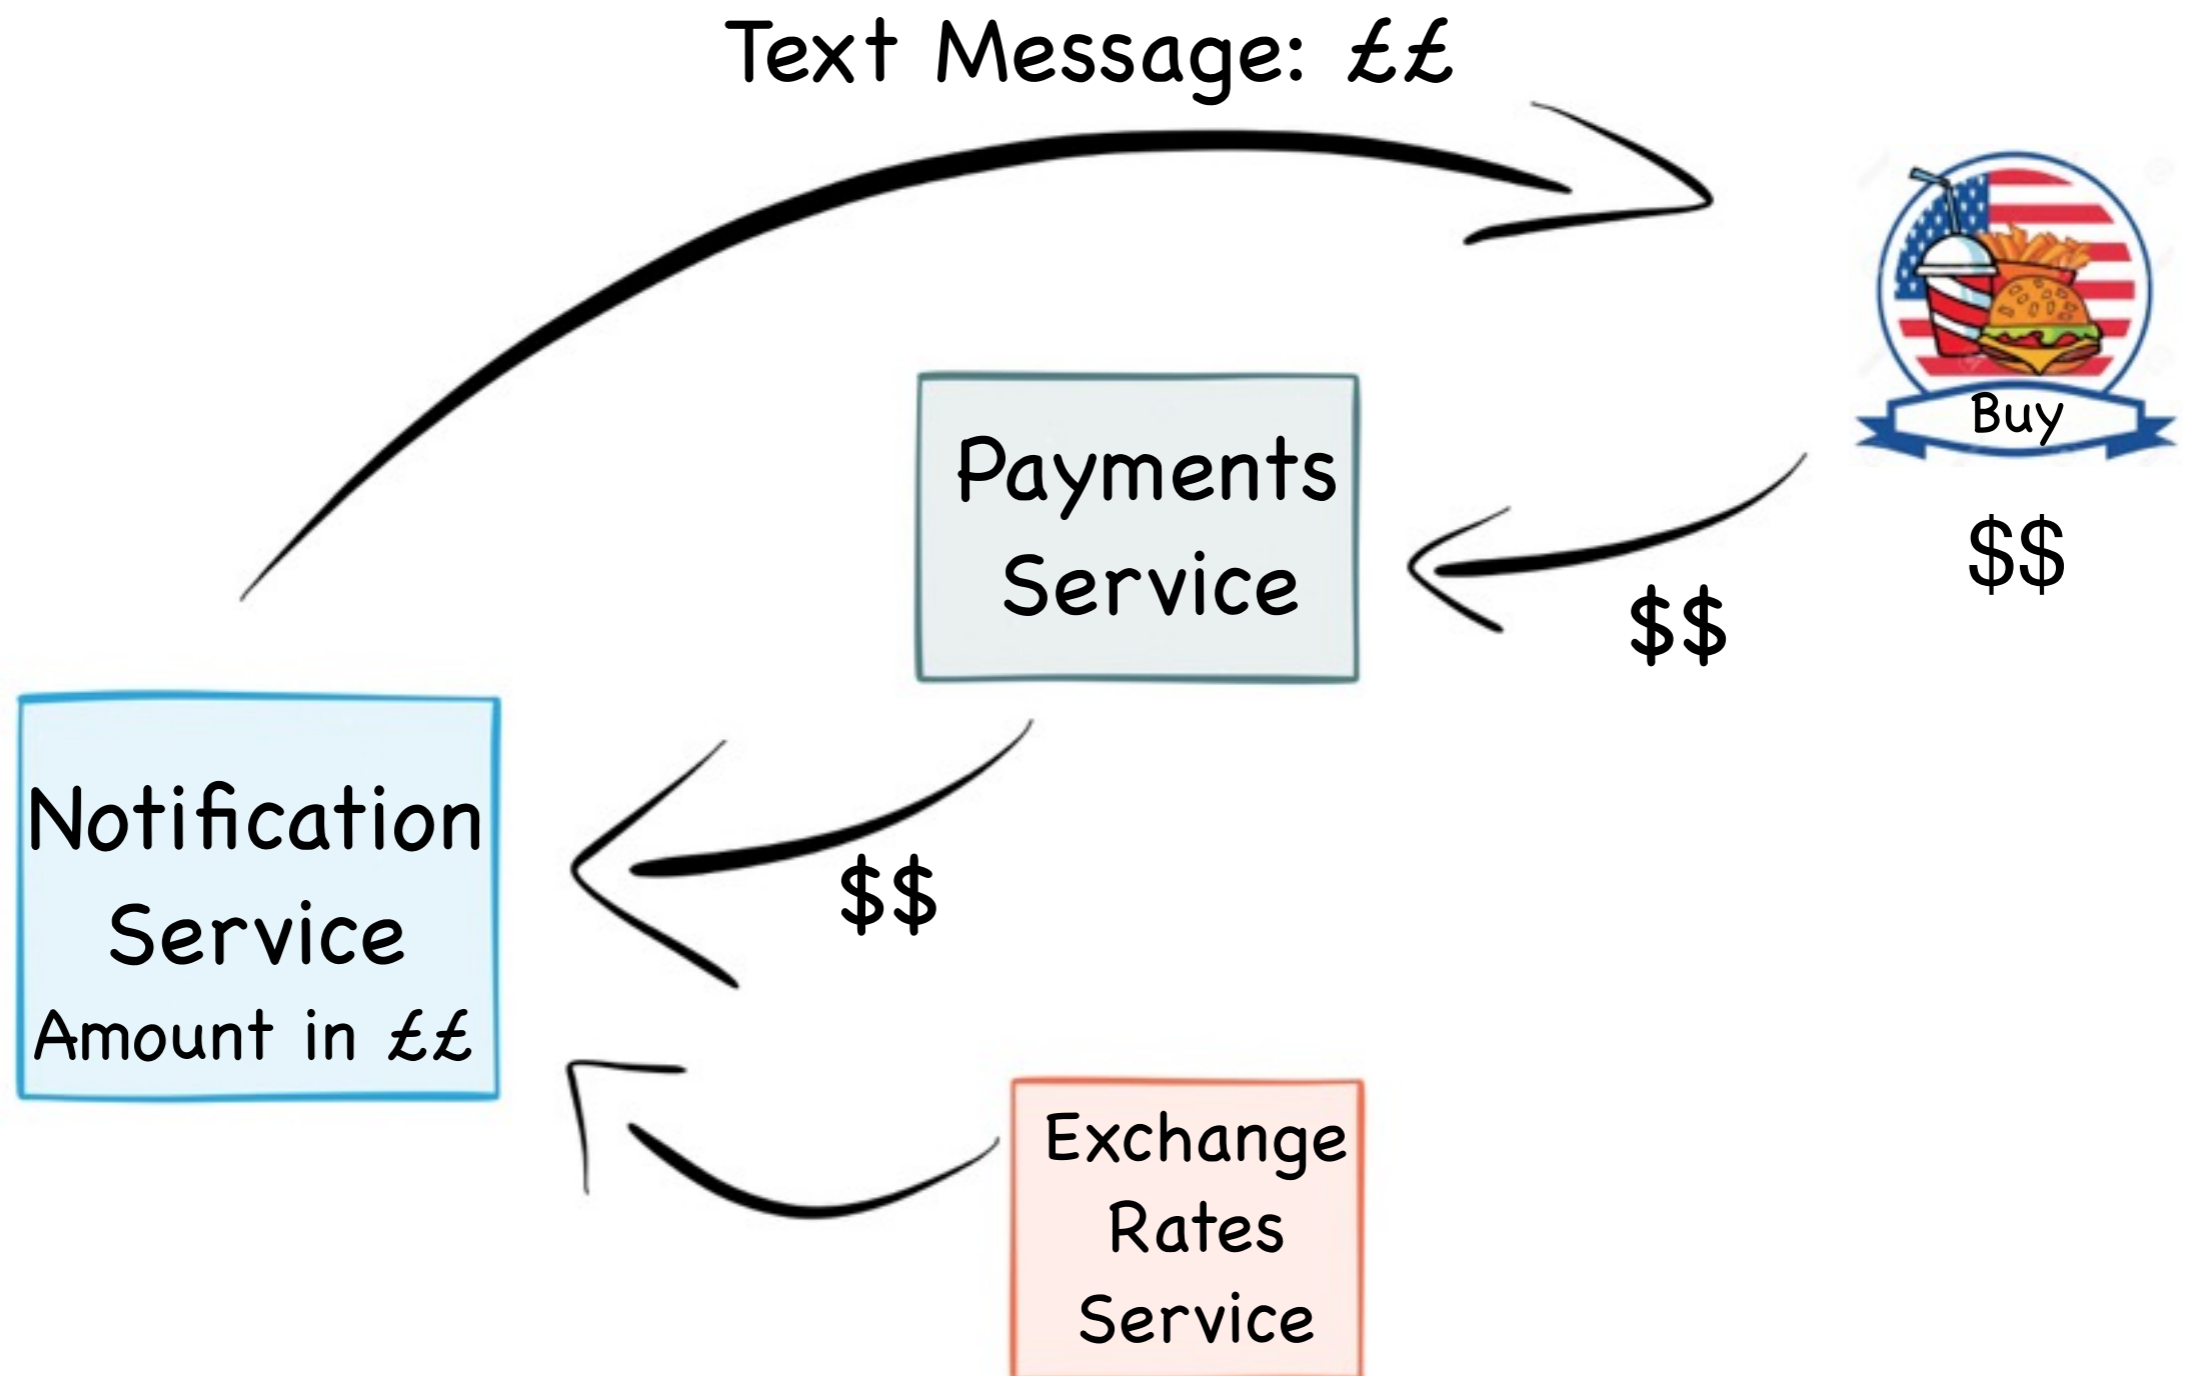 Text Message: ££
Buy
$$
Payments
Service
$$
Notification
Service
Amount in ££
$$
Exchange
Rates
Service